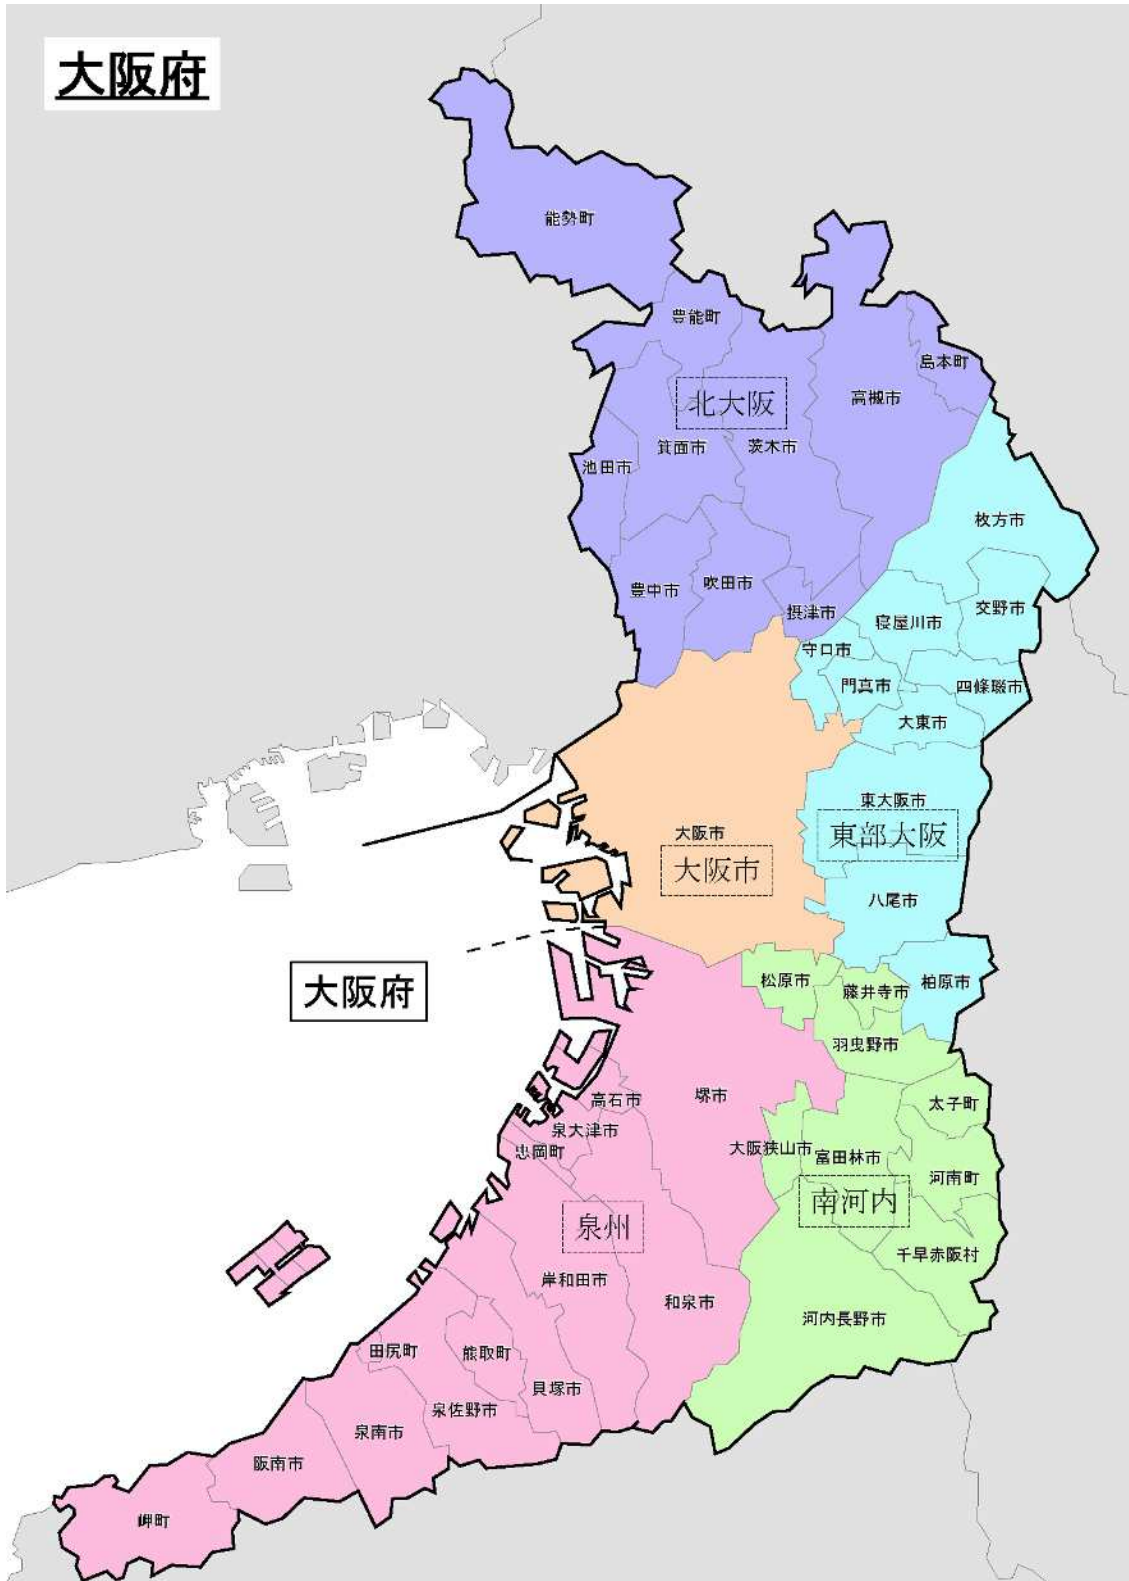 大阪府
能勢町
豊能町
島本町
高槻市
北大阪
箕面市
茨木市
池田市
枚方市
豊中市
吹田市
摂津市
交野市
寝屋川市
守口市
門真市
四條畷市
大東市
東大阪市
東部大阪
大阪市
大阪市
八尾市
大阪府
松原市
藤井寺市
柏原市
羽曳野市
高石市
堺市
太子町
泉大津市
忠岡町
大阪狭山市
富田林市
河南町
南河内
泉州
千早赤阪村
岸和田市
和泉市
河内長野市
田尻町
熊取町
貝塚市
泉佐野市
泉南市
阪南市
岬町